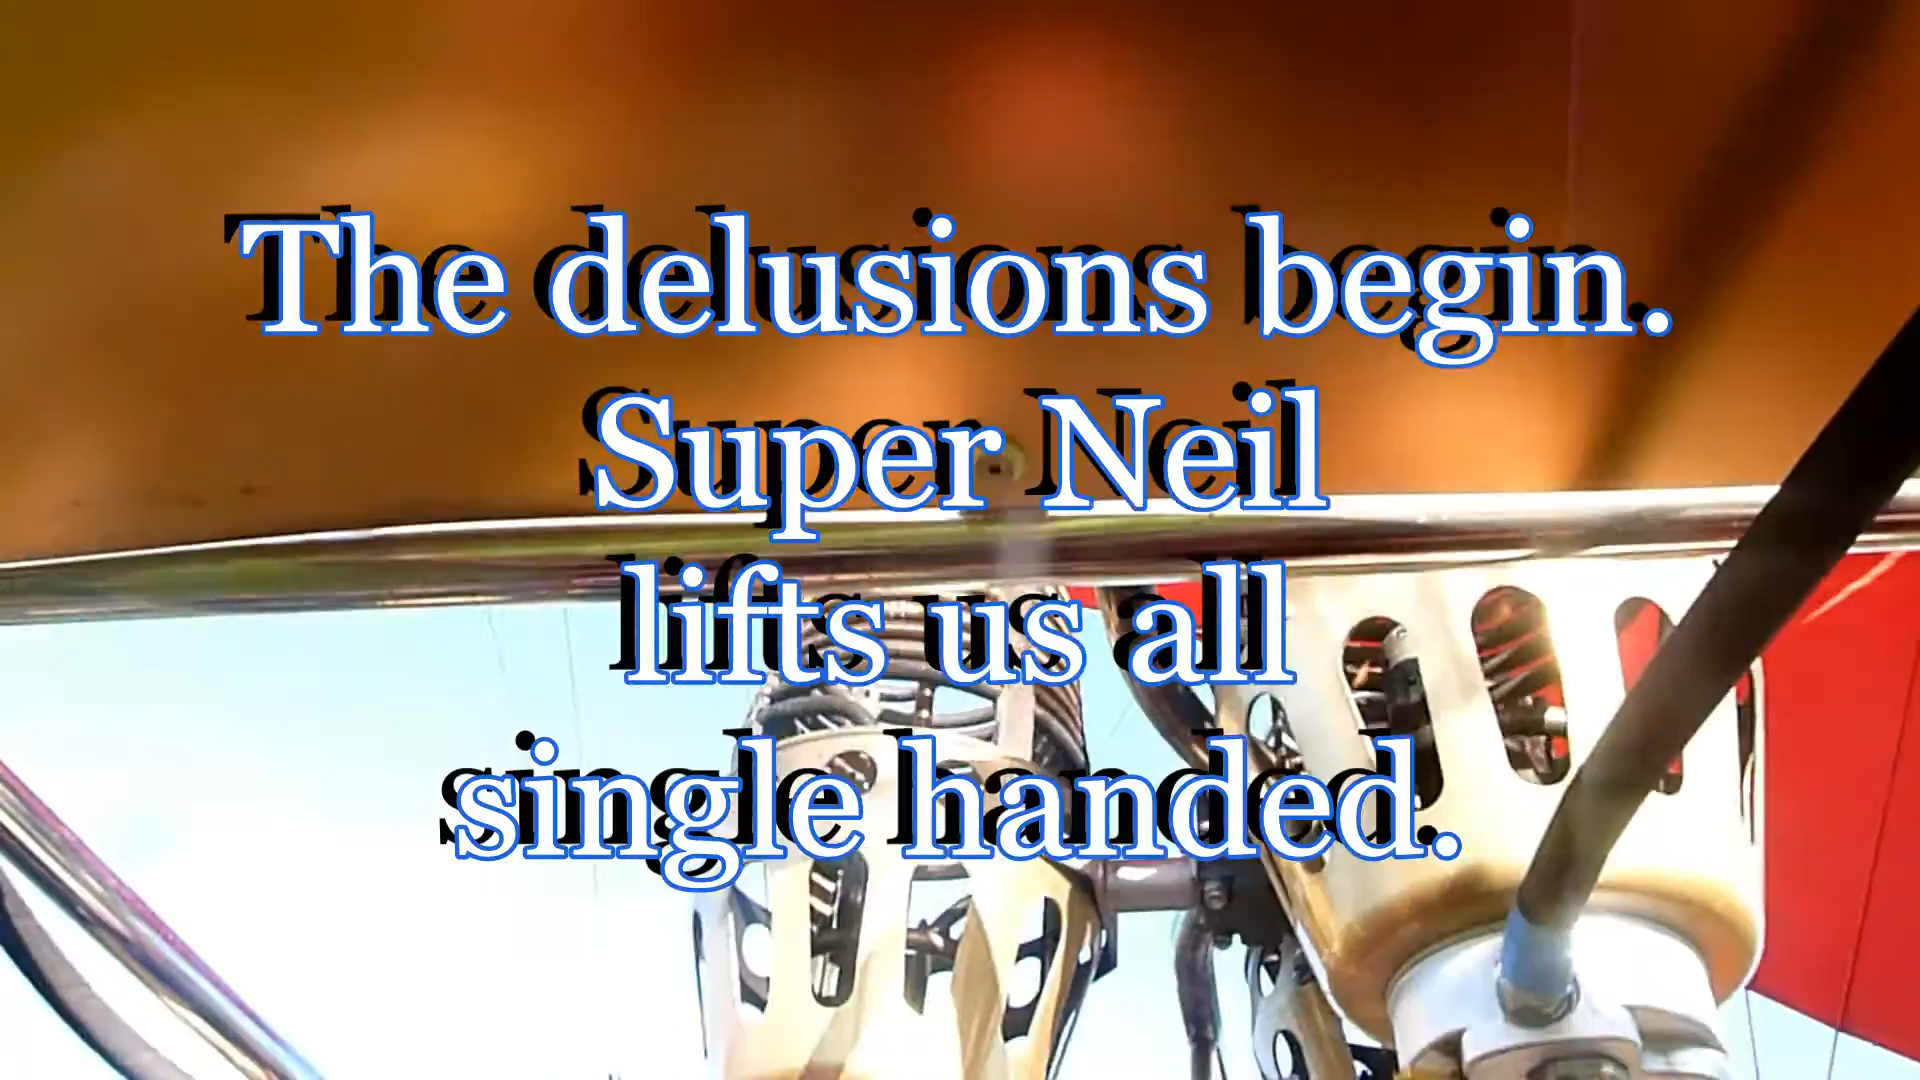 The delusions begin.
Super Neil
lifts us all
single handed.